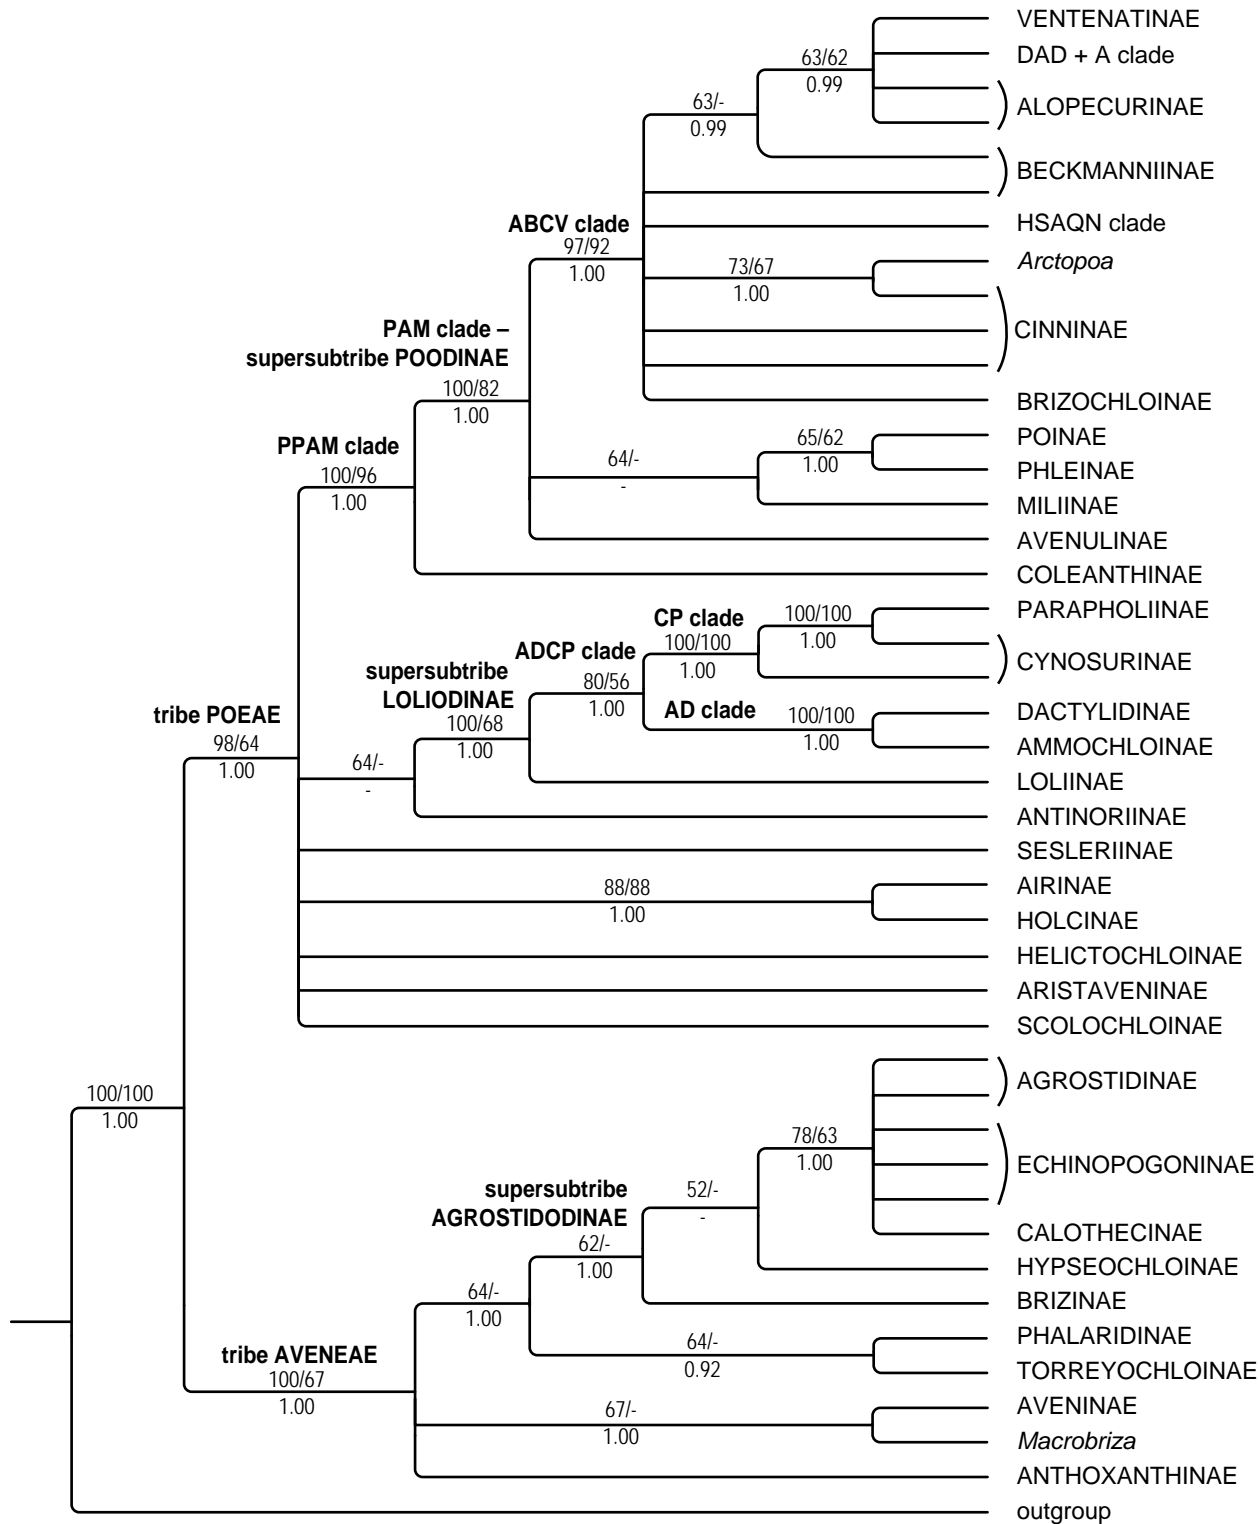 VENTENATINAE
63/62
DAD + A clade
0.99
63/-
ALOPECURINAE
0.99
BECKMANNIINAE
ABCV clade
HSAQN clade
97/92
1.00
73/67
Arctopoa
1.00
PAM clade –
supersubtribe POODINAE
CINNINAE
100/82
1.00
BRIZOCHLOINAE
PPAM clade
65/62
POINAE
64/-
1.00
-
PHLEINAE
100/96
1.00
MILIINAE
AVENULINAE
COLEANTHINAE
CP clade
100/100
PARAPHOLIINAE
ADCP clade
100/100
1.00
1.00
CYNOSURINAE
supersubtribe
LOLIODINAE
80/56
1.00
AD clade
100/100
DACTYLIDINAE
tribe POEAE
100/68
1.00
1.00
AMMOCHLOINAE
98/64
1.00
64/-
-
LOLIINAE
ANTINORIINAE
SESLERIINAE
88/88
AIRINAE
1.00
HOLCINAE
HELICTOCHLOINAE
ARISTAVENINAE
SCOLOCHLOINAE
100/100
1.00
AGROSTIDINAE
78/63
1.00
ECHINOPOGONINAE
supersubtribe
AGROSTIDODINAE
52/-
-
CALOTHECINAE
62/-
1.00
HYPSEOCHLOINAE
64/-
1.00
BRIZINAE
64/-
0.92
PHALARIDINAE
tribe AVENEAE
TORREYOCHLOINAE
100/67
1.00
67/-
1.00
AVENINAE
Macrobriza
ANTHOXANTHINAE
outgroup